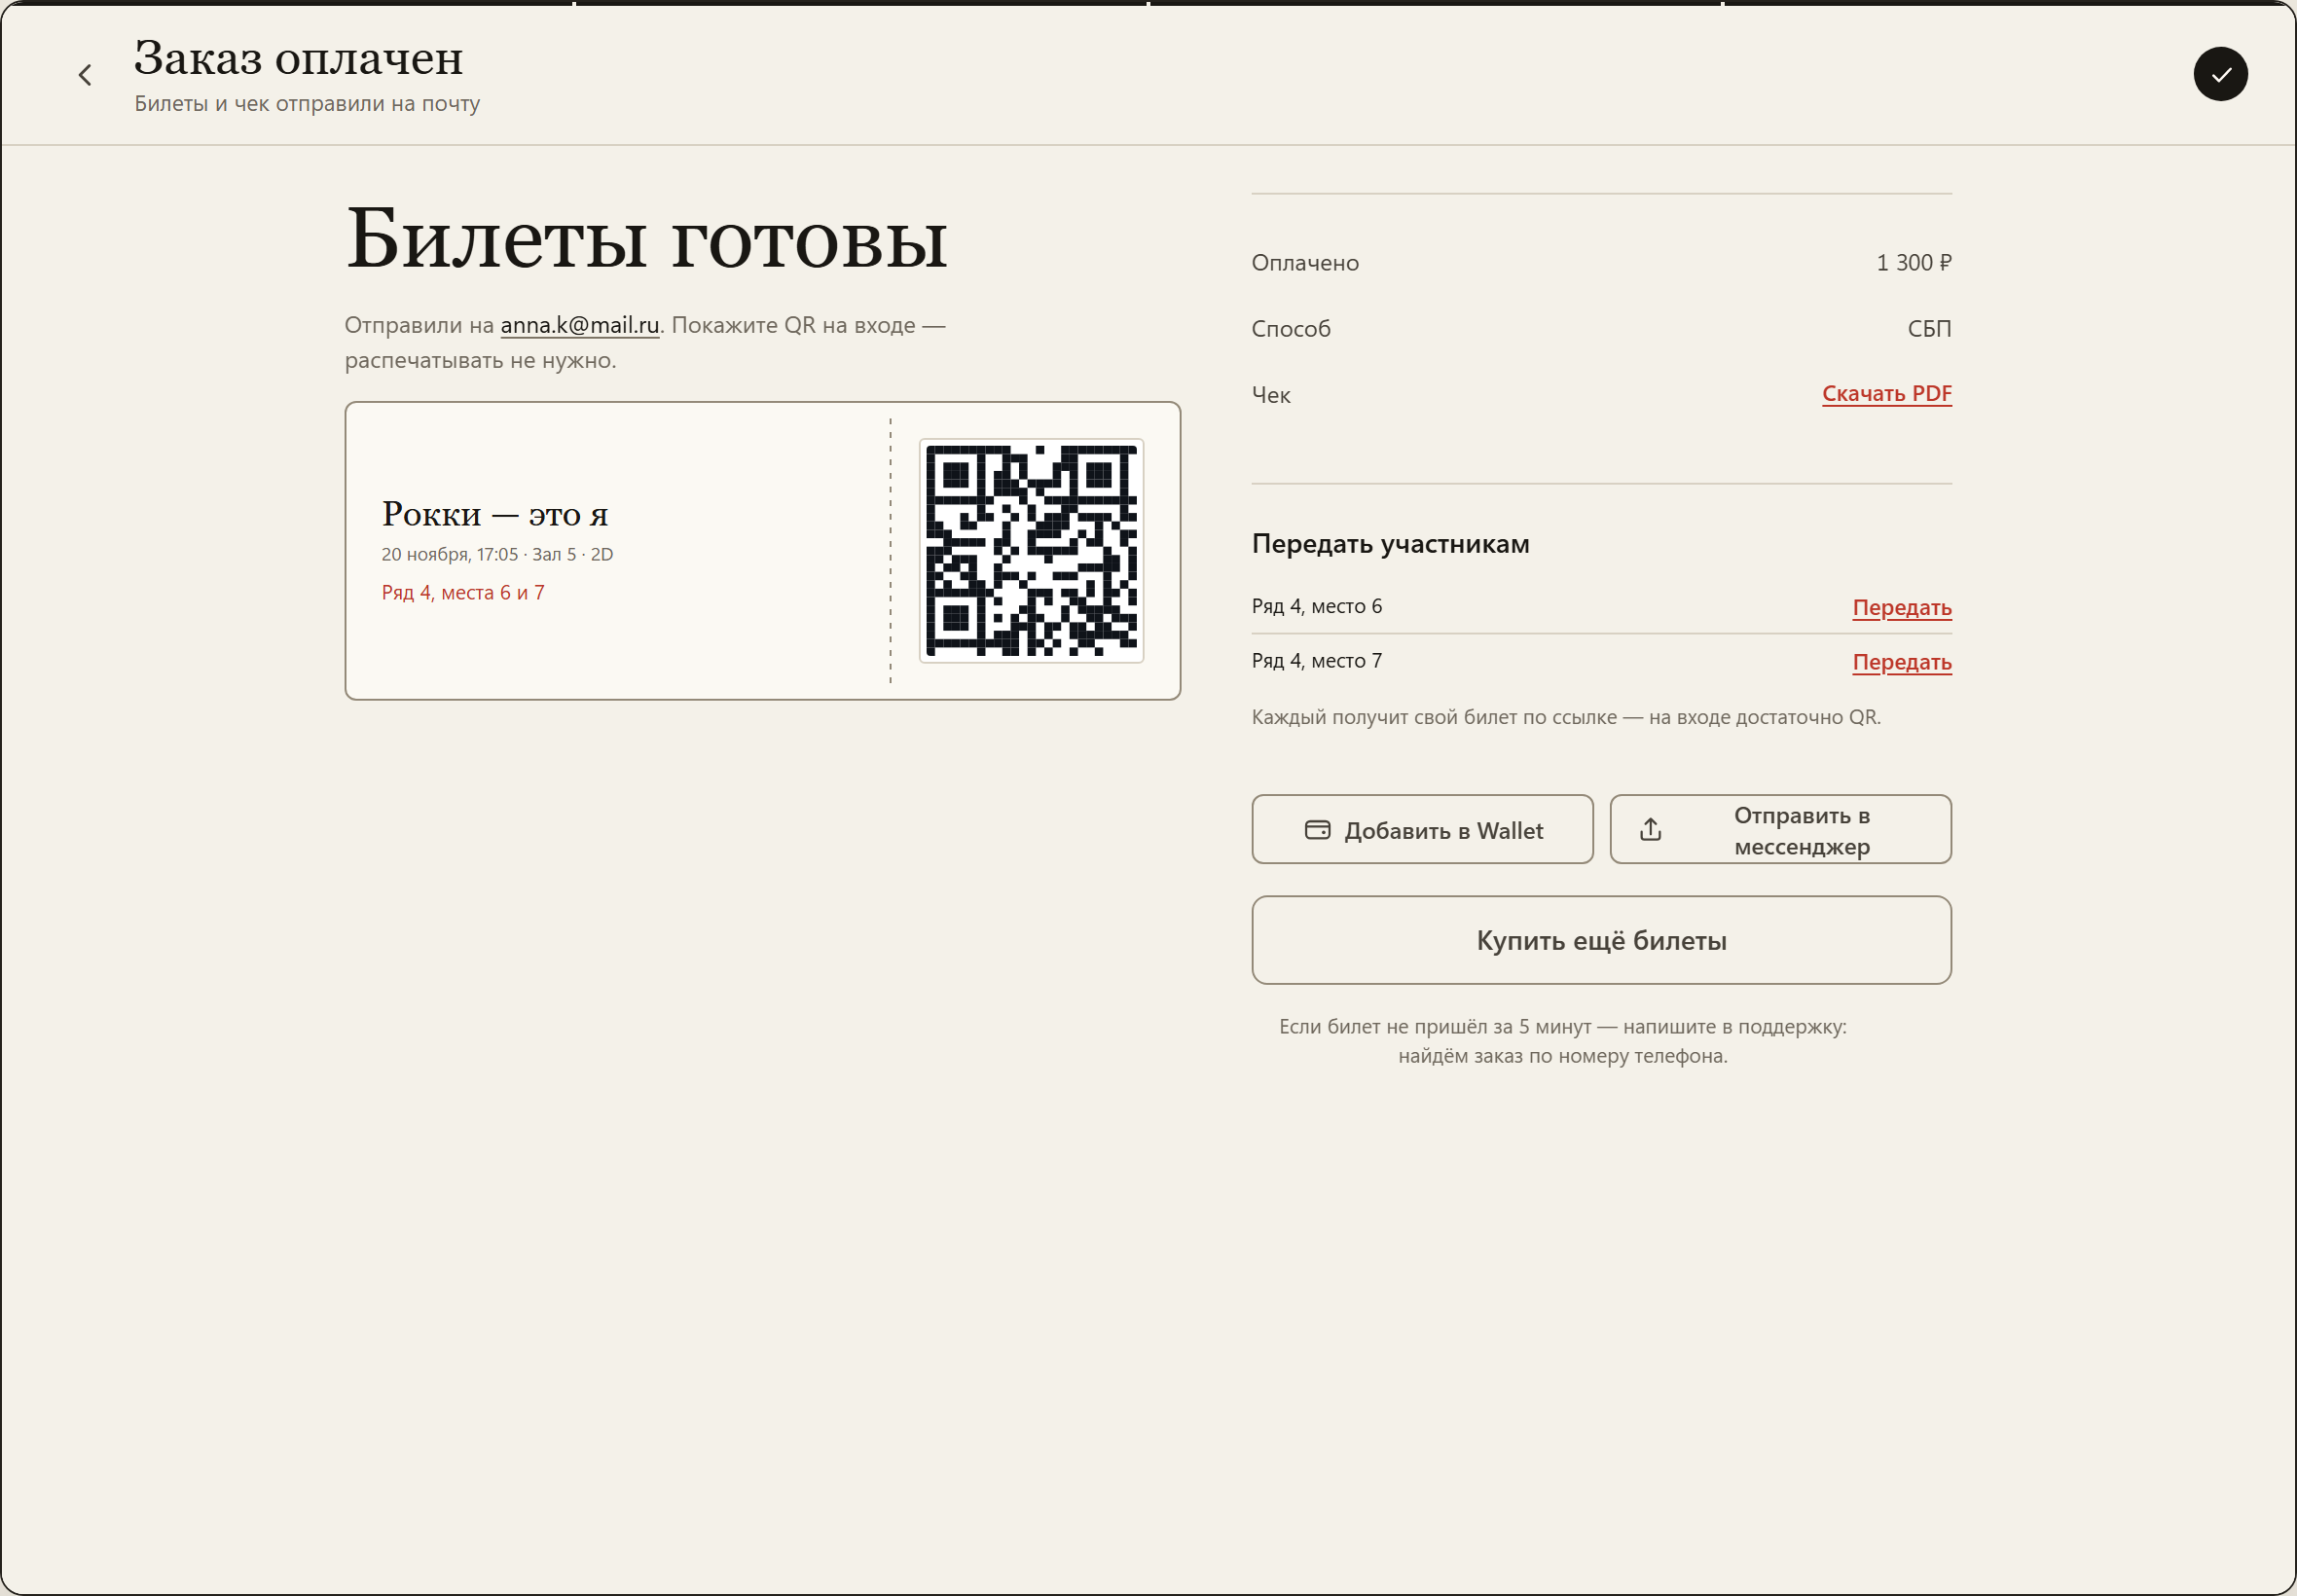 Заказ оплачен
Билеты и чек отправили на почту
Билеты готовы
Отправили на anna.k@mail.ru. Покажите QR на входе —
распечатывать не нужно.
Рокки — это я
20 ноября, 17:05 · Зал 5 · 2D
Ряд 4, места 6 и 7
Оплачено 1 300 ₽
Способ СБП
Чек Скачать PDF
Передать участникам
Ряд 4, место 6 Передать
Ряд 4, место 7 Передать
Каждый получит свой билет по ссылке — на входе достаточно QR.
Добавить в Wallet
Отправить в
мессенджер
Купить ещё билеты
Если билет не пришёл за 5 минут — напишите в поддержку:
найдём заказ по номеру телефона.